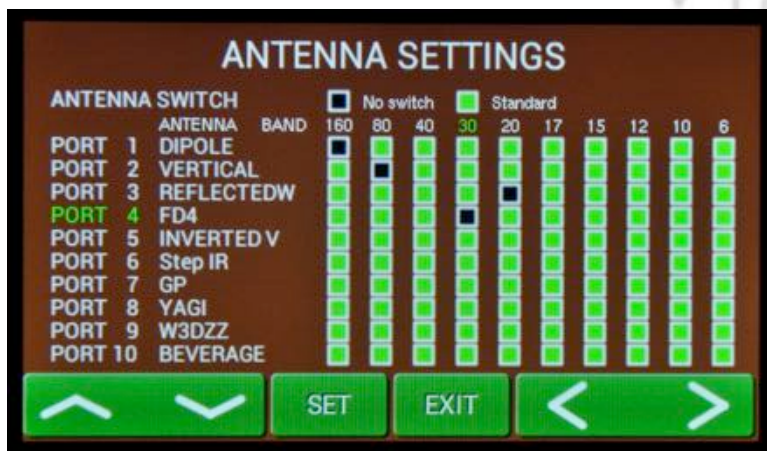 ANTENNA SETTINGS
ANTENNA SWITCH No switch Standard
ANTENNA BAND 160 80 40 30 20 17 15 12 10 6
PORT 1 DIPOLE
PORT 2 VERTICAL
PORT 3 REFLECTEDW
PORT 4 FD4
PORT 5 INVERTED V
PORT 6 Step IR
PORT 7 GP
PORT 8 YAGI
PORT 9 W3DZZ
PORT 10 BEVERAGE
SET EXIT